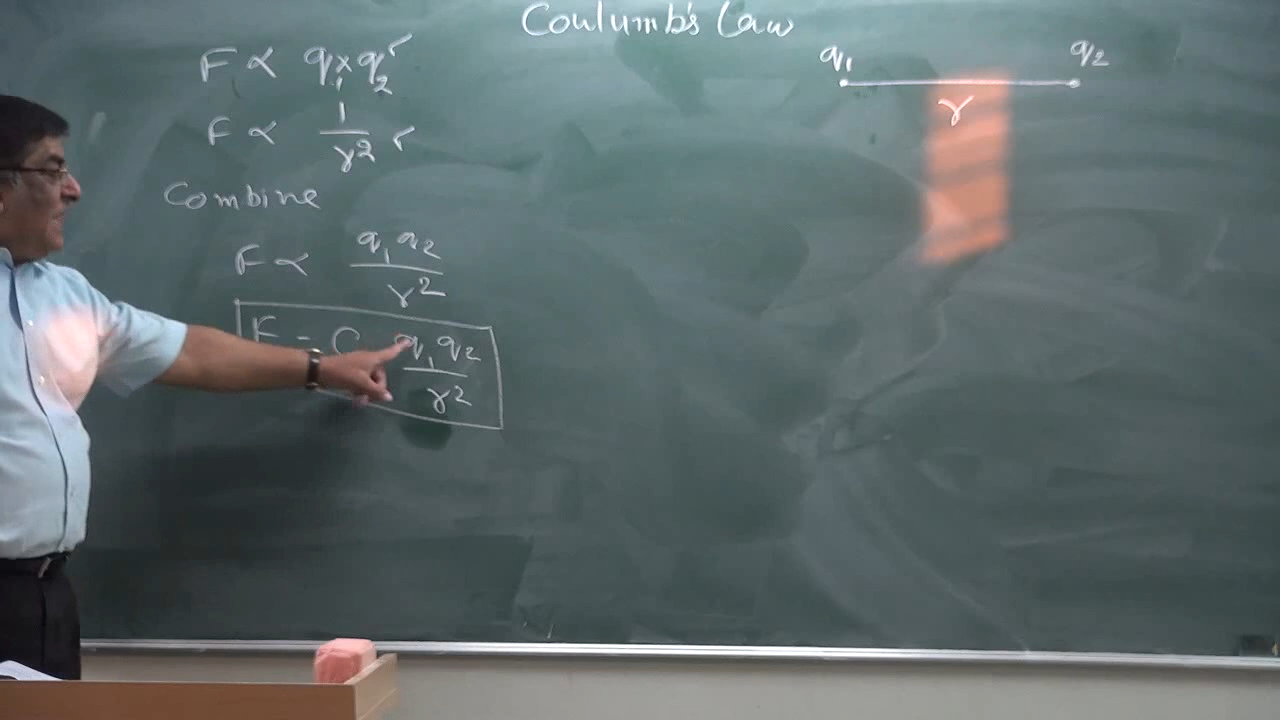 Coulumb's Law
F ∝ q₁ × q₂ ✓
F ∝ 1/r² ✓
Combine
F ∝ q₁q₂/r²
F = C q₁q₂/r²
q₁ q₂
r